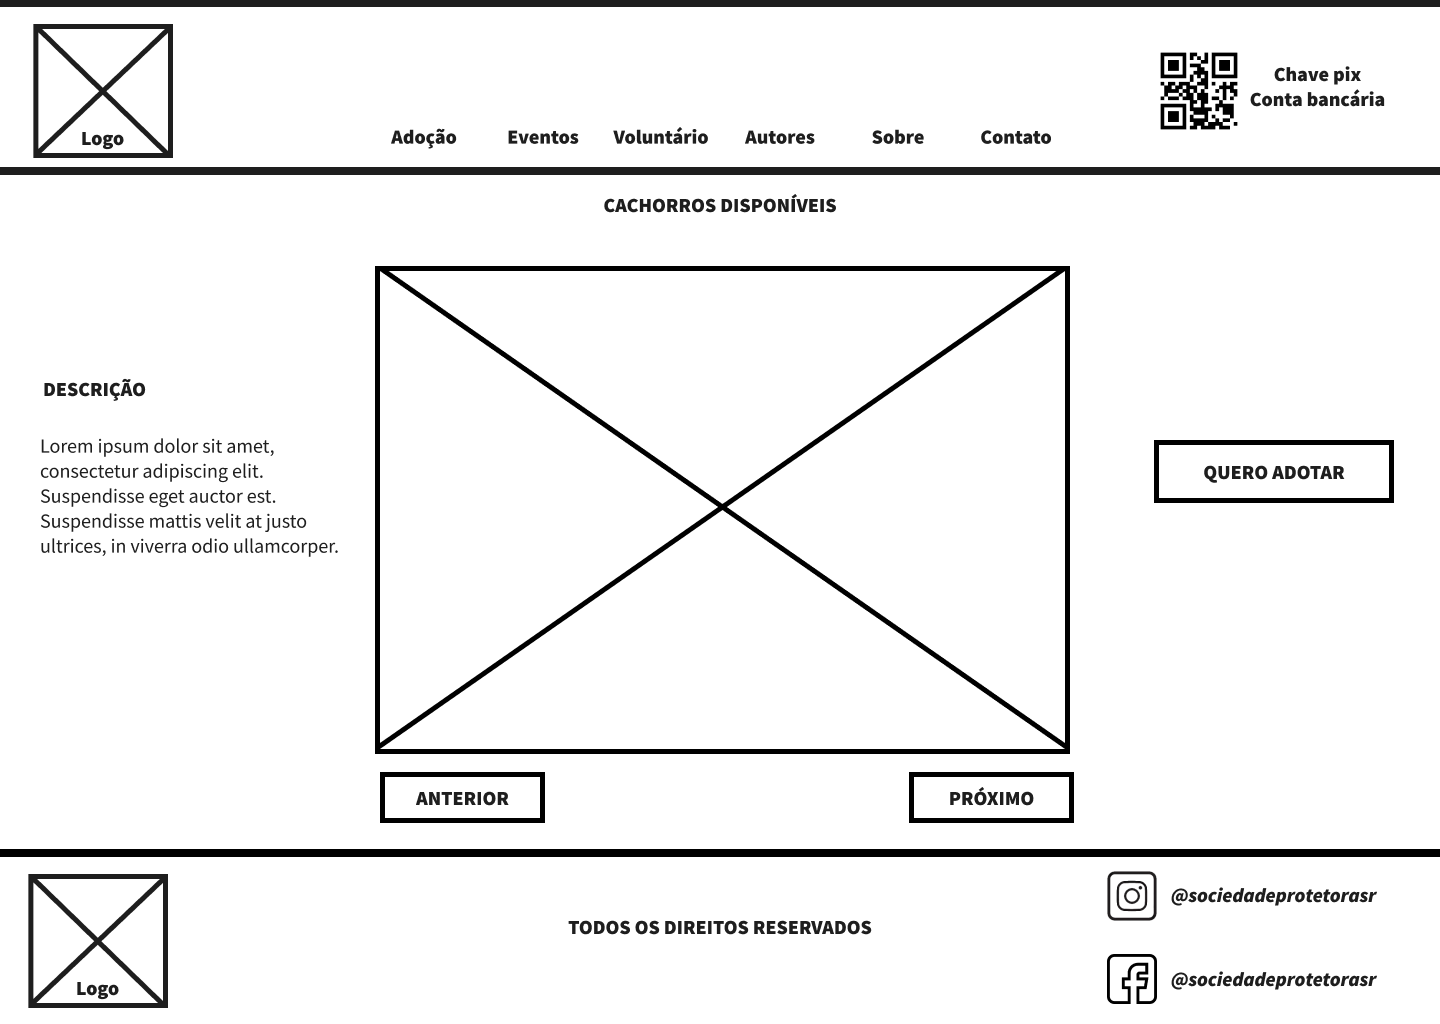 Logo
Adoção
Eventos
Voluntário
Autores
Sobre
Contato
Chave pix
Conta bancária
CACHORROS DISPONÍVEIS
DESCRIÇÃO
Lorem ipsum dolor sit amet,
consectetur adipiscing elit.
Suspendisse eget auctor est.
Suspendisse mattis velit at justo
ultrices, in viverra odio ullamcorper.
QUERO ADOTAR
ANTERIOR
PRÓXIMO
Logo
TODOS OS DIREITOS RESERVADOS
@sociedadeprotetorasr
@sociedadeprotetorasr